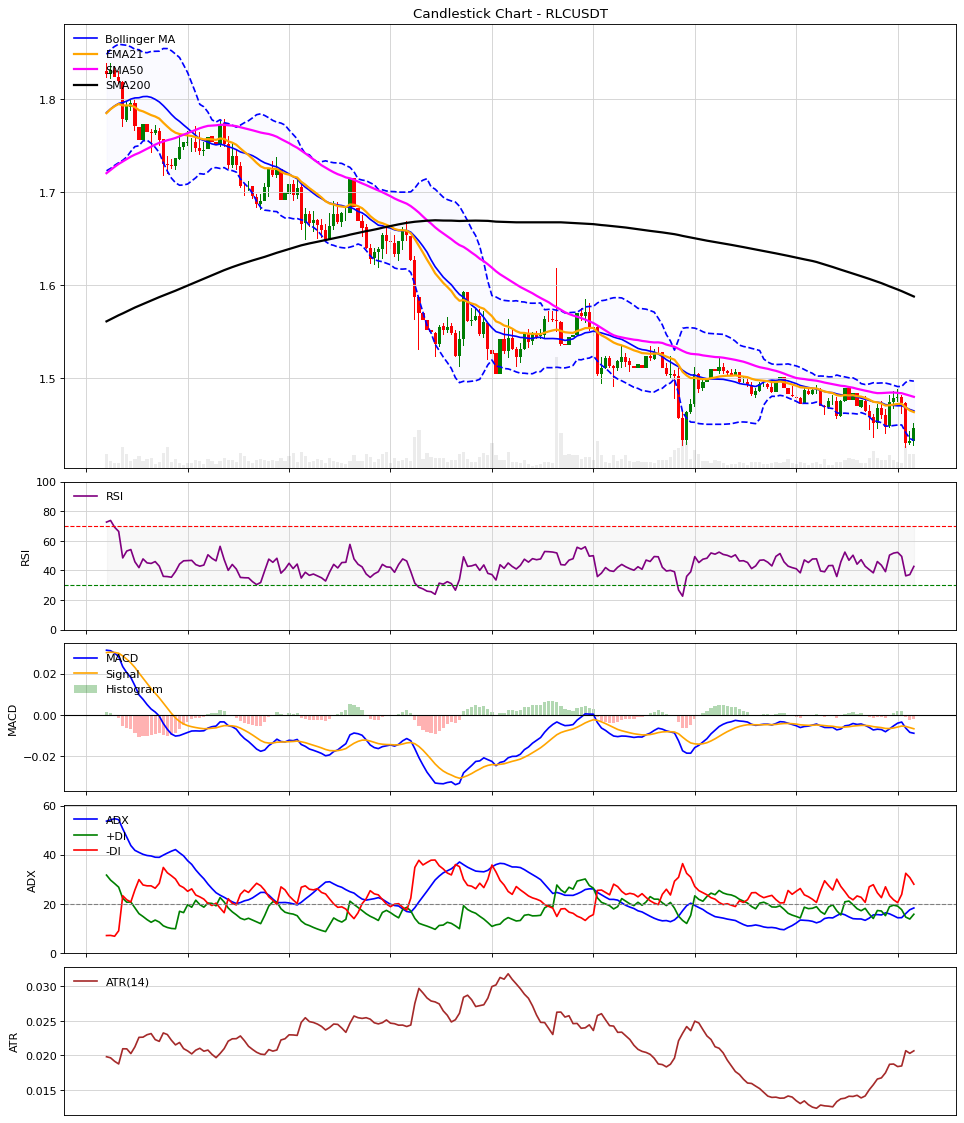 Candlestick Chart - RLCUSDT
Bollinger MA
EMA21
SMA50
SMA200
1.8
1.7
1.6
1.5
RSI
100
80
60
40
20
0
RSI
MACD
Signal
Histogram
0.02
0.00
−0.02
MACD
ADX
+DI
-DI
60
40
20
0
ADX
ATR(14)
0.030
0.025
0.020
0.015
ATR